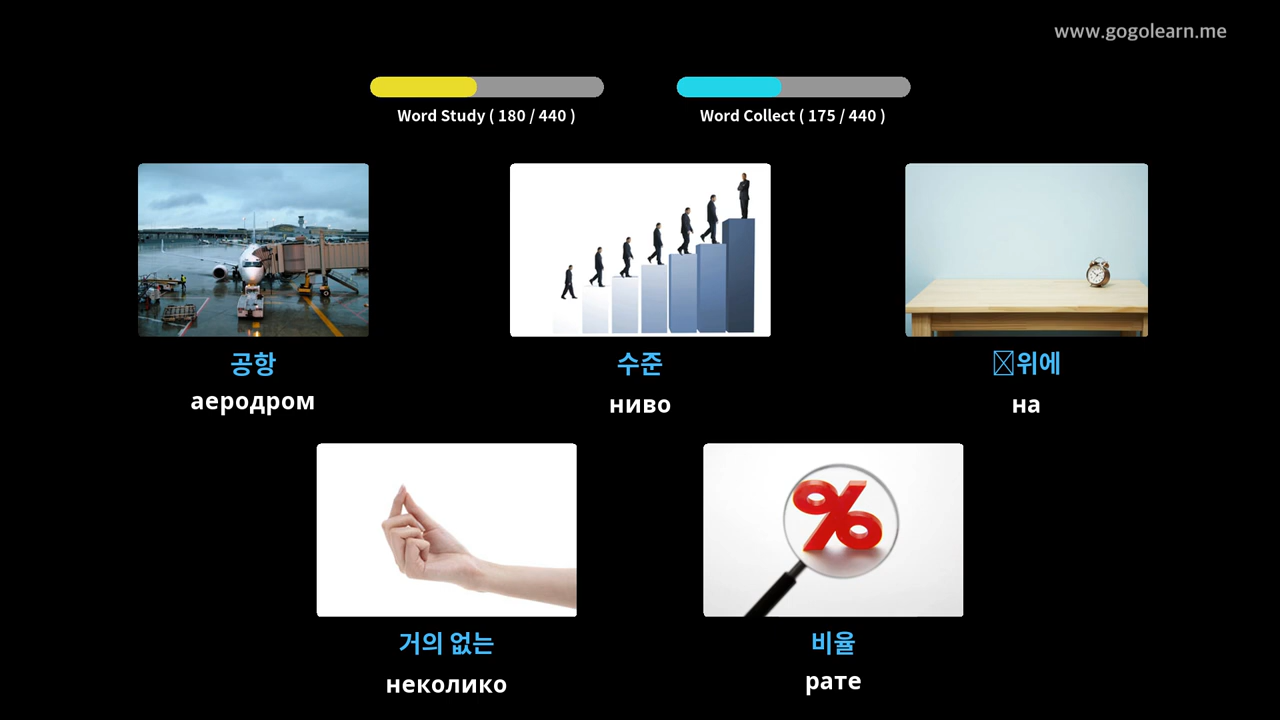 www.gogolearn.me
Word Study ( 180 / 440 )
Word Collect ( 175 / 440 )
공항
аеродром
수준
ниво
위에
на
거의 없는
неколико
비율
рате